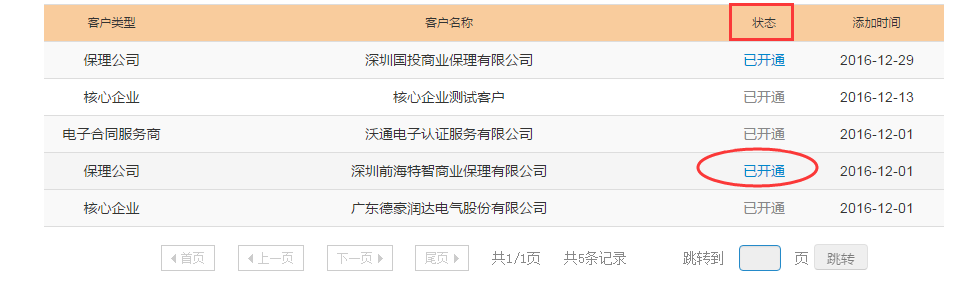 客户类型 客户名称 状态 添加时间
保理公司 深圳国投商业保理有限公司 已开通 2016-12-29
核心企业 核心企业测试客户 已开通 2016-12-13
电子合同服务商 沃通电子认证服务有限公司 已开通 2016-12-01
保理公司 深圳前海特智商业保理有限公司 已开通 2016-12-01
核心企业 广东德豪润达电气股份有限公司 已开通 2016-12-01
首页 上一页 下一页 尾页 共1/1页 共5条记录 跳转到 页 跳转